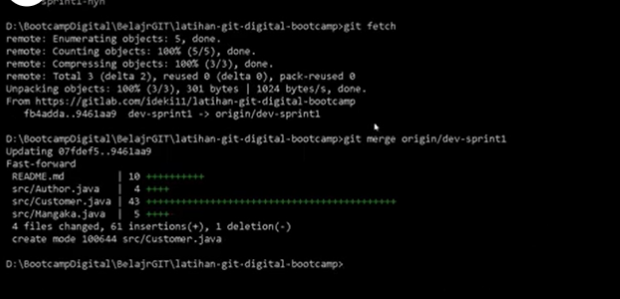 sprint1-nyn
D:\BootcampDigital\BelajrGIT\latihan-git-digital-bootcamp>git fetch
remote: Enumerating objects: 5, done.
remote: Counting objects: 100% (5/5), done.
remote: Compressing objects: 100% (3/3), done.
remote: Total 3 (delta 2), reused 0 (delta 0), pack-reused 0
Unpacking objects: 100% (3/3), 301 bytes | 1024 bytes/s, done.
From https://gitlab.com/ideki11/latihan-git-digital-bootcamp
fb4adda..9461aa9 dev-sprint1 -> origin/dev-sprint1
D:\BootcampDigital\BelajrGIT\latihan-git-digital-bootcamp>git merge origin/dev-sprint1
Updating 07fdef5..9461aa9
Fast-forward
README.md | 10 ++++++++++
src/Author.java | 4 ++++
src/Customer.java | 43 +++++++++++++++++++++++++++++++++++++++++++
src/Mangaka.java | 5 ++++-
4 files changed, 61 insertions(+), 1 deletion(-)
create mode 100644 src/Customer.java
D:\BootcampDigital\BelajrGIT\latihan-git-digital-bootcamp>